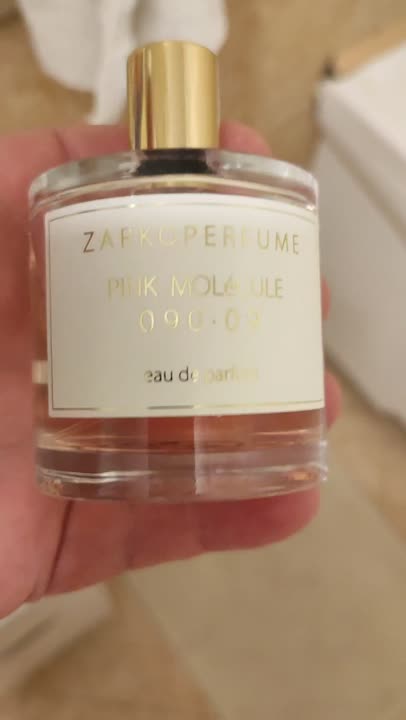 ZARKOPERFUME
PINK MOLéCULE
090·09
eau de parfum